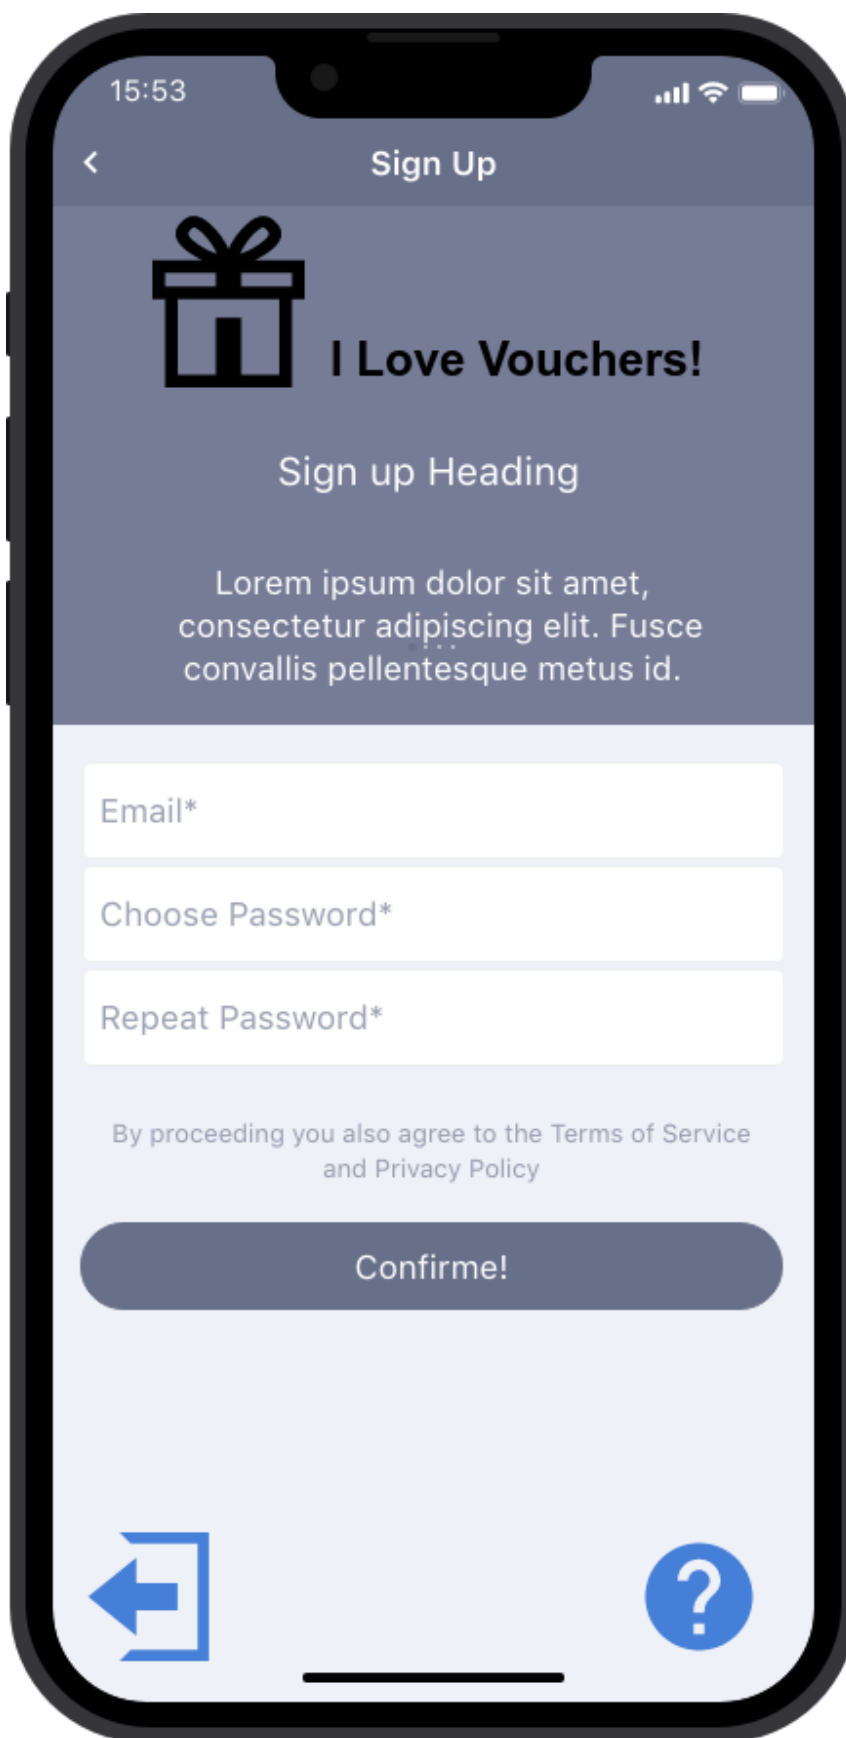 15:53
Sign Up
I Love Vouchers!
Sign up Heading
Lorem ipsum dolor sit amet,
consectetur adipiscing elit. Fusce
convallis pellentesque metus id.
Email*
Choose Password*
Repeat Password*
By proceeding you also agree to the Terms of Service
and Privacy Policy
Confirme!
?